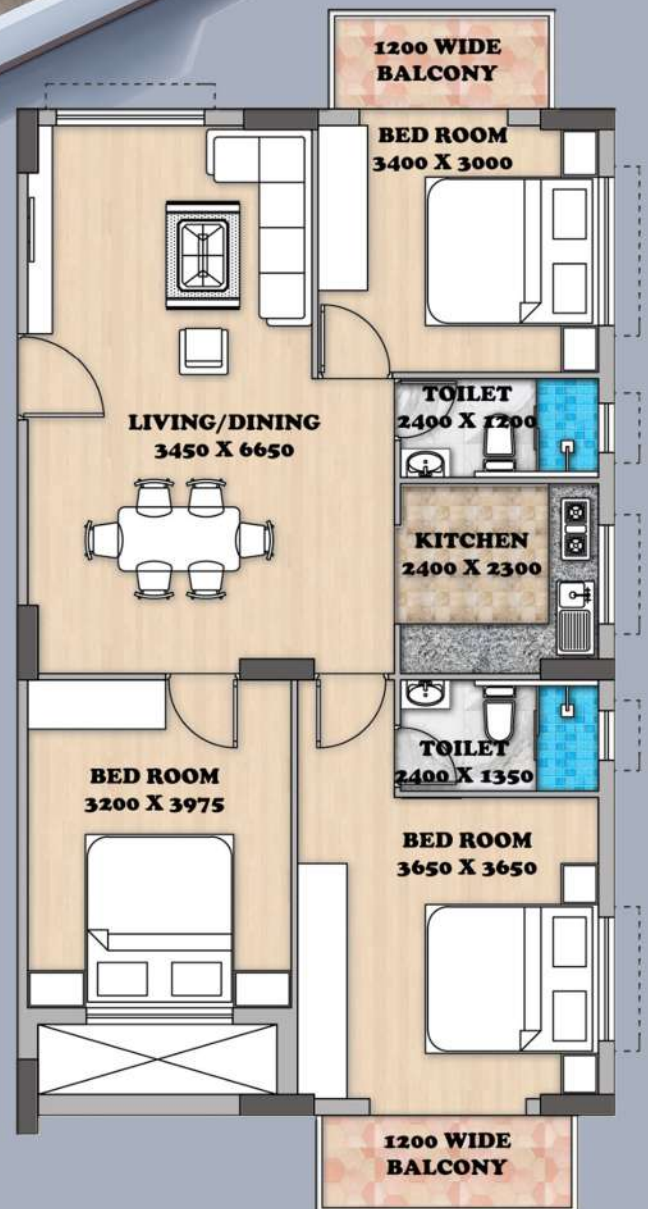 1200 WIDE
BALCONY
BED ROOM
3400 X 3000
TOILET
2400 X 1200
LIVING/DINING
3450 X 6650
KITCHEN
2400 X 2300
TOILET
2400 X 1350
BED ROOM
3200 X 3975
BED ROOM
3650 X 3650
1200 WIDE
BALCONY